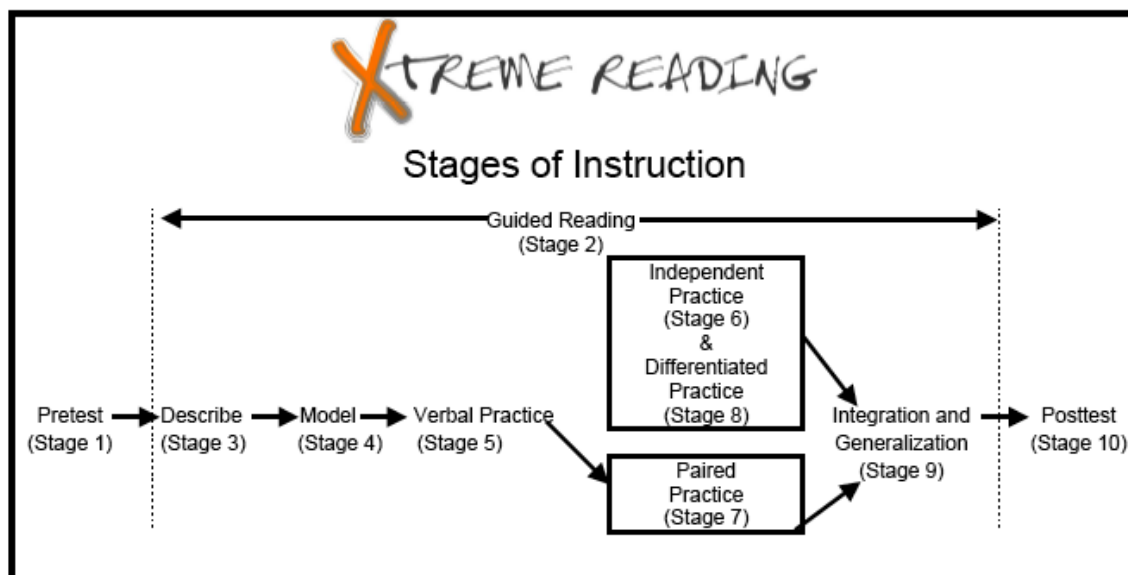 XTREME READING
Stages of Instruction
Guided Reading
(Stage 2)
Pretest
(Stage 1)
Describe
(Stage 3)
Model
(Stage 4)
Verbal Practice
(Stage 5)
Independent
Practice
(Stage 6)
&
Differentiated
Practice
(Stage 8)
Paired
Practice
(Stage 7)
Integration and
Generalization
(Stage 9)
Posttest
(Stage 10)